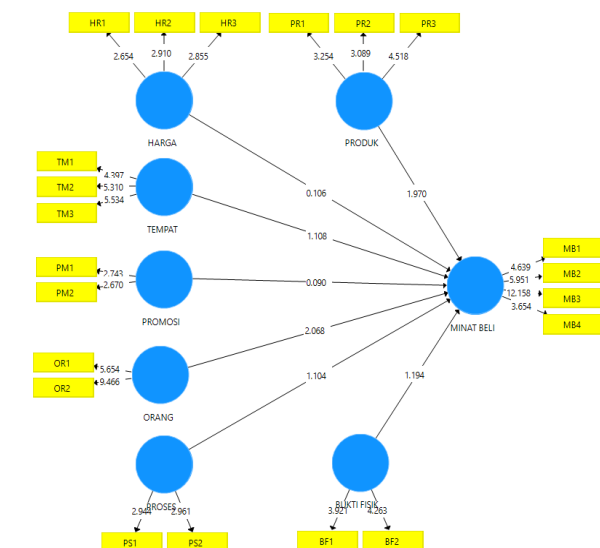 HR1 HR2 HR3 PR1 PR2 PR3
2.654 2.910 2.855 3.254 3.089 4.518
HARGA PRODUK
TM1
TM2
TM3
4.397
5.310
5.534
TEMPAT
0.106
1.970
1.108
PM1
PM2
2.743
2.670
PROMOSI
0.090
MB1
MB2
MB3
MB4
4.639
5.951
12.158
3.654
MINAT BELI
2.068
OR1
OR2
5.654
9.466
ORANG
1.104
1.194
PROSES
2.961
BUKTI FISIK
3.921 4.263
PS1 PS2 BF1 BF2